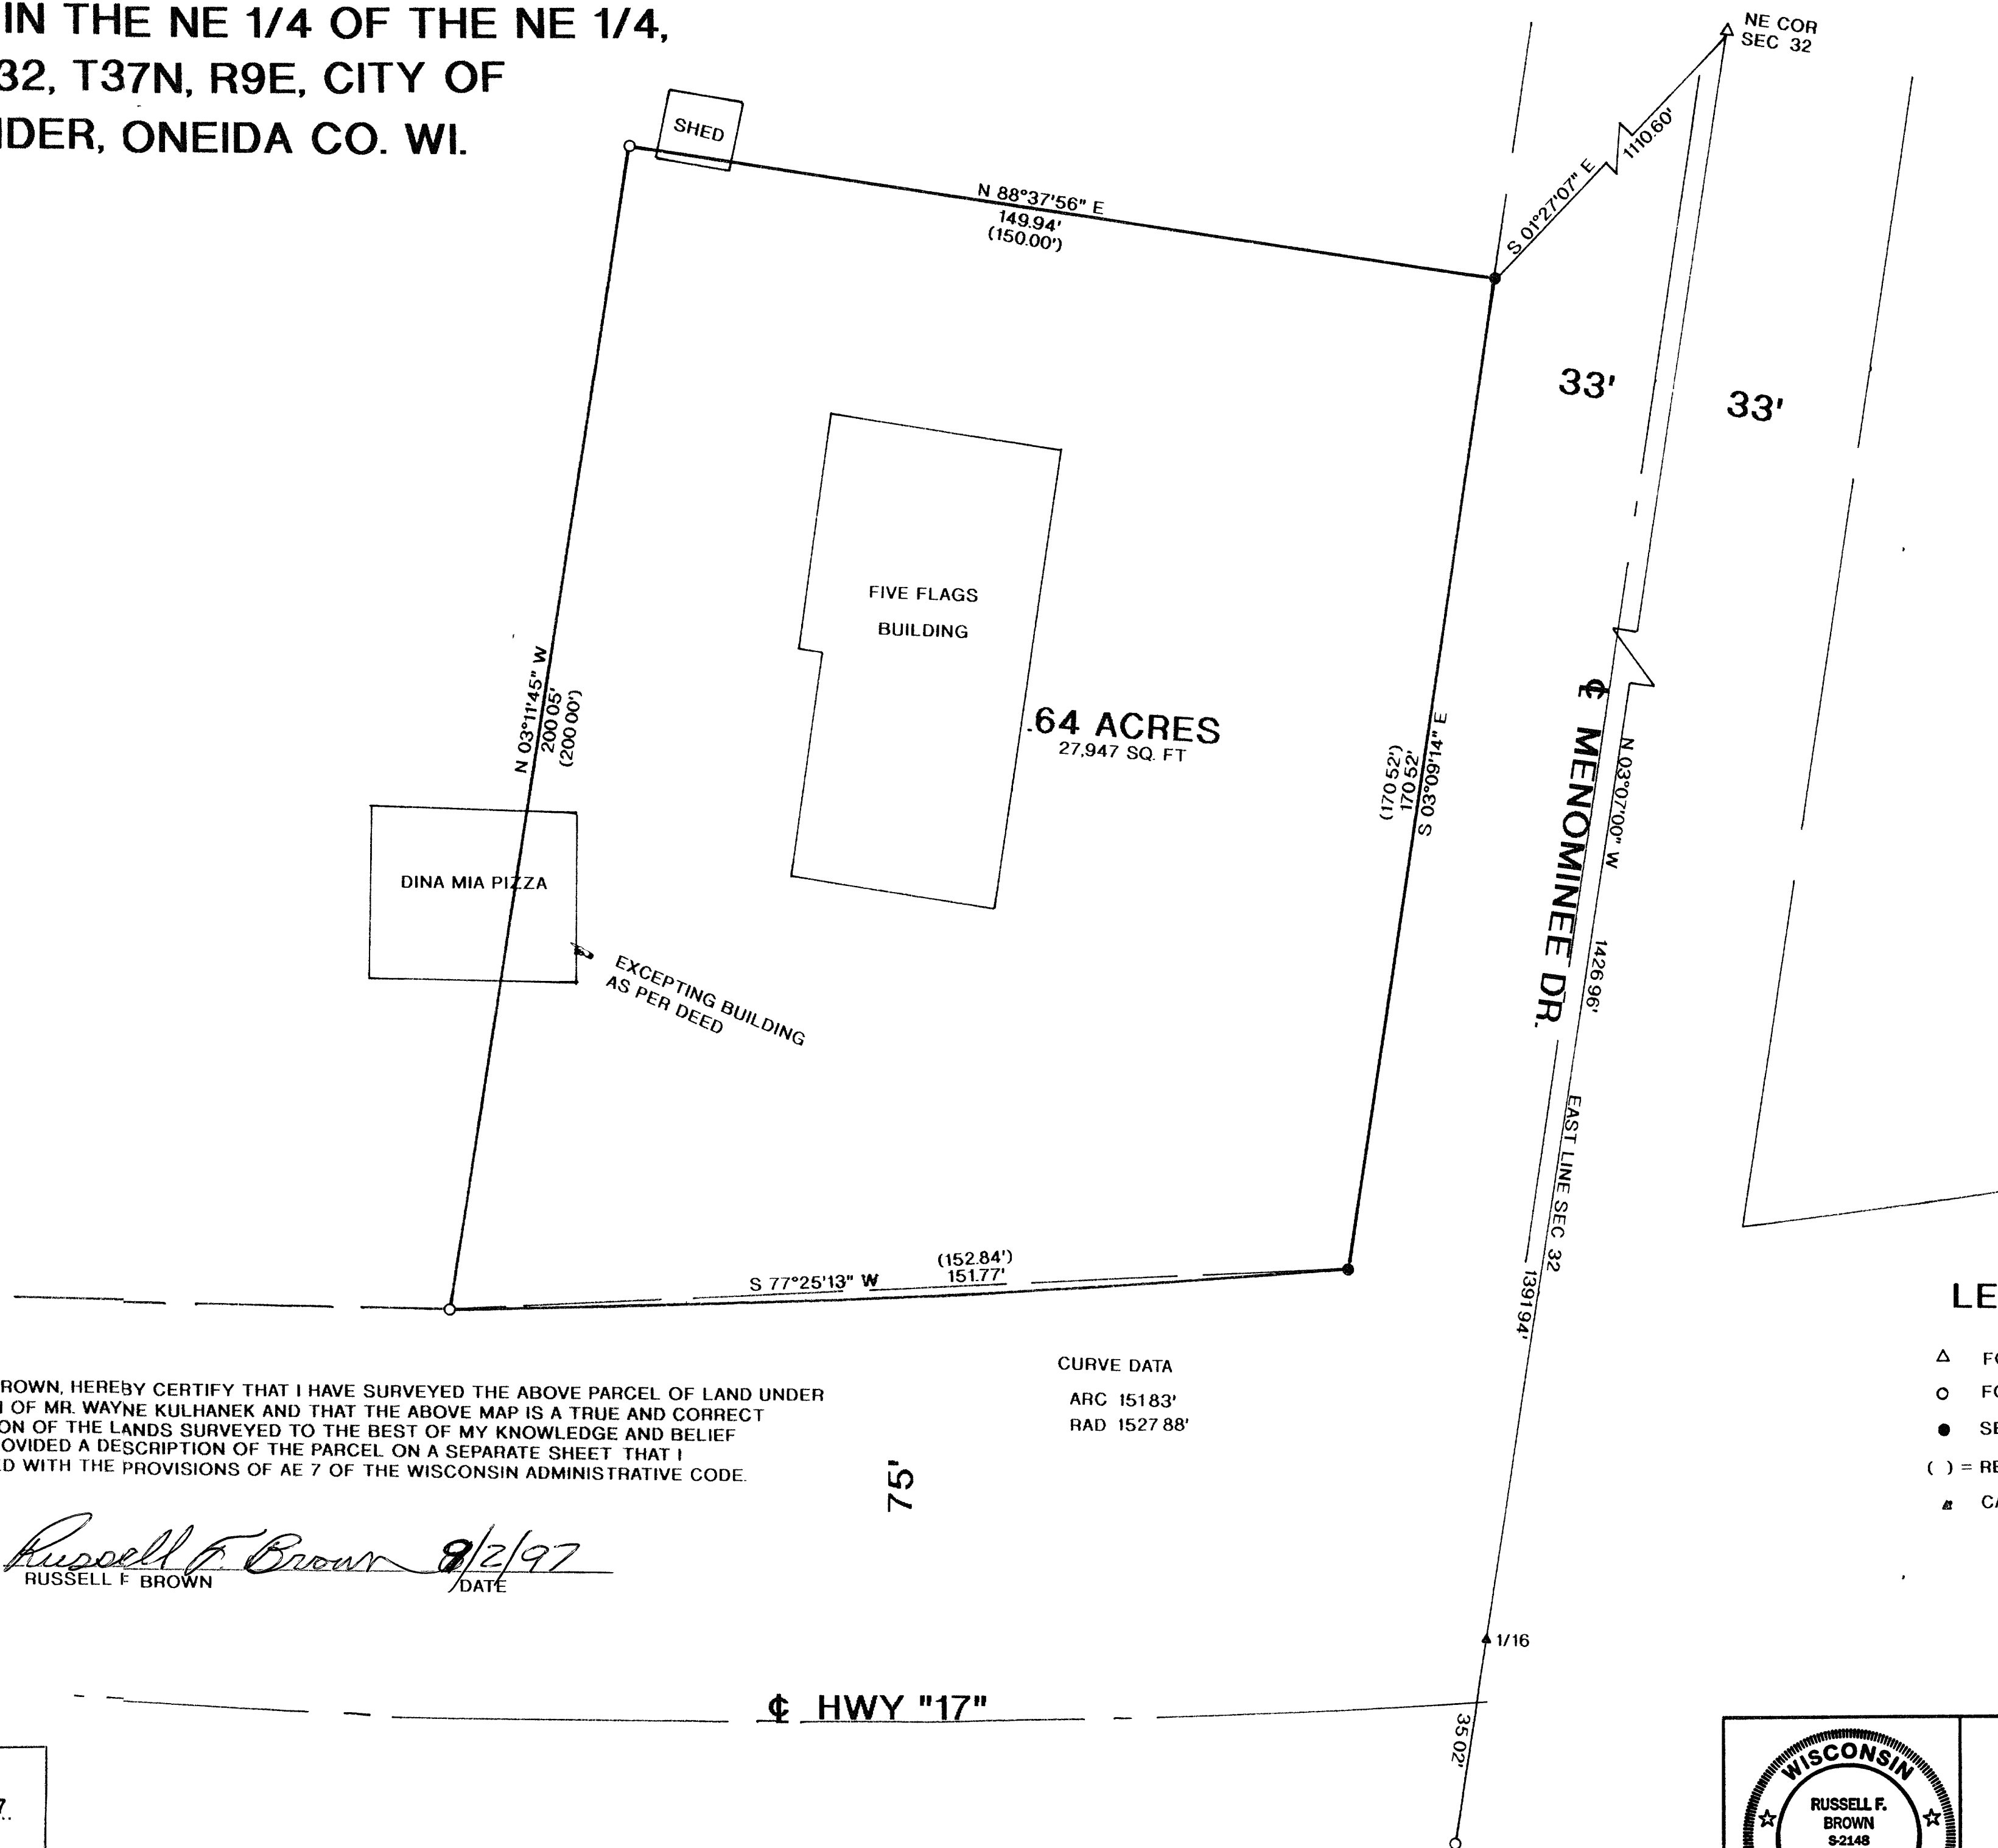 IN THE NE 1/4 OF THE NE 1/4,
32, T37N, R9E, CITY OF
NDER, ONEIDA CO. WI.
NE COR
SEC 32
SHED
N 88°37'56" E
149.94'
(150.00')
S 01°27'07" E
1110.60'
33'
33'
FIVE FLAGS
BUILDING
.64 ACRES
27,947 SQ. FT
N 03°11'45" W
200 05'
(200 00')
(170 52')
170 52'
S 03°09'14" E
℄ MENOMINEE DR.
N 03°07'00" W
1426 96'
EAST LINE SEC 32
1391 94'
DINA MIA PIZZA
EXCEPTING BUILDING
AS PER DEED
(152.84')
S 77°25'13" W
151.77'
CURVE DATA
ARC 151 83'
RAD 1527 88'
ROWN, HEREBY CERTIFY THAT I HAVE SURVEYED THE ABOVE PARCEL OF LAND UNDER
OF MR. WAYNE KULHANEK AND THAT THE ABOVE MAP IS A TRUE AND CORRECT
ON OF THE LANDS SURVEYED TO THE BEST OF MY KNOWLEDGE AND BELIEF
OVIDED A DESCRIPTION OF THE PARCEL ON A SEPARATE SHEET THAT I
D WITH THE PROVISIONS OF AE 7 OF THE WISCONSIN ADMINISTRATIVE CODE.
Russell F. Brown /2/97
RUSSELL F BROWN
DATE
75'
LE
FO
FO
SE
( ) = RE
CA
1/16
℄ HWY "17"
35 02'
7
WISCONSIN
RUSSELL F.
BROWN
S-2148